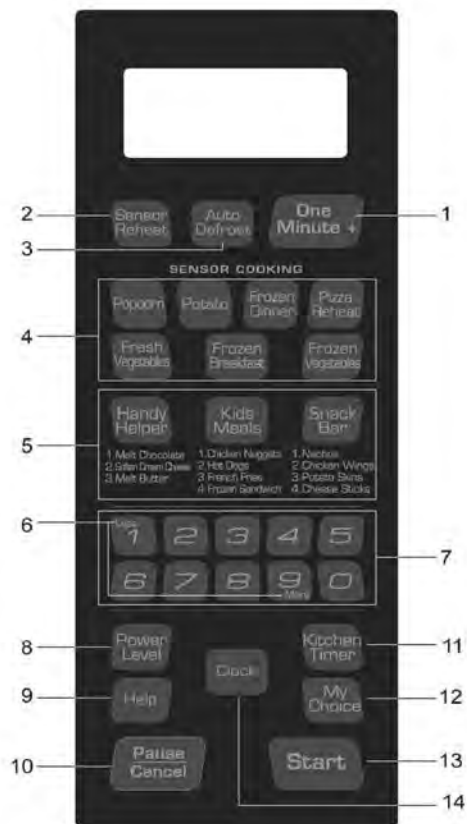 2
Sensor
Reheat
3
Auto
Defrost
One
Minute +
1
SENSOR COOKING
4
Popcorn
Potato
Frozen
Dinner
Pizza
Reheat
Fresh
Vegetables
Frozen
Breakfast
Frozen
Vegetables
5
Handy
Helper
1. Melt Chocolate
2. Soften Cream Cheese
3. Melt Butter
Kids
Meals
1. Chicken Nuggets
2. Hot Dogs
3. French Fries
4. Frozen Sandwich
Snack
Bar
1. Nachos
2. Chicken Wings
3. Potato Skins
4. Cheese Sticks
6
Less
1 2 3 4 5
6 7 8 9 0
More
7
8
Power
Level
Kitchen
Timer
11
9
Help
Clock
My
Choice
12
10
Pause
Cancel
Start
13
14